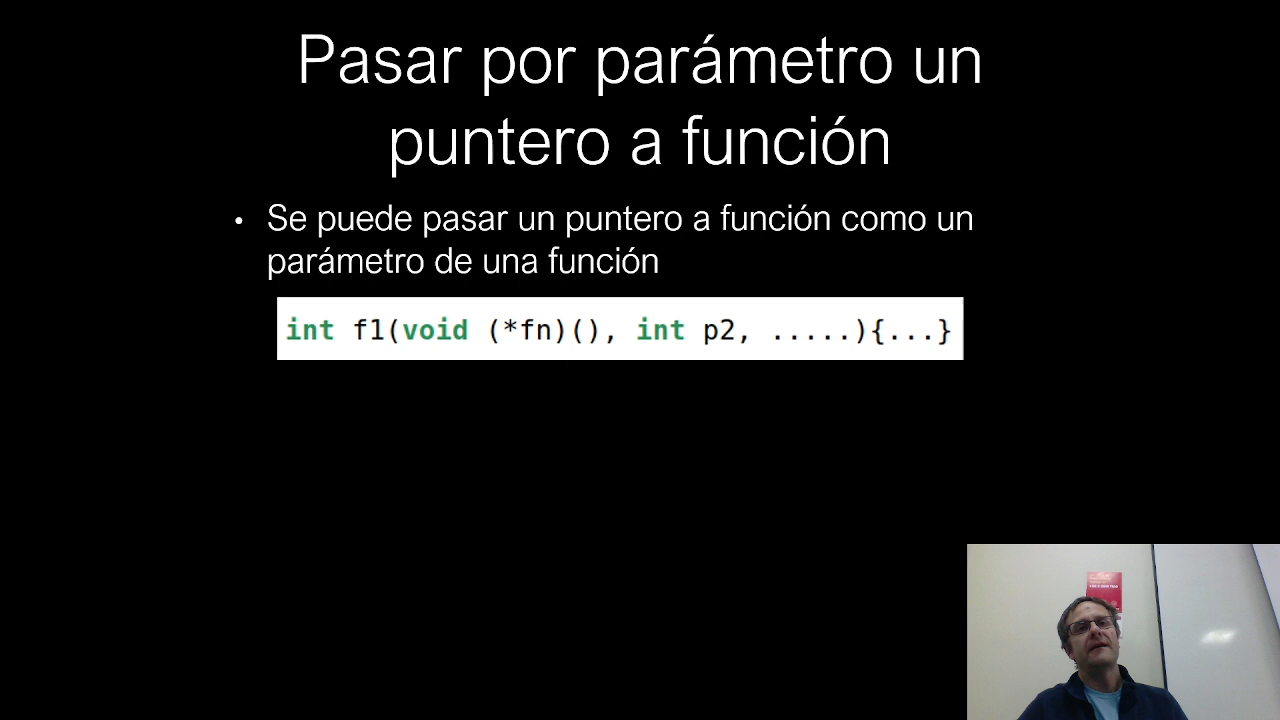 Pasar por parámetro un
puntero a función
• Se puede pasar un puntero a función como un
parámetro de una función
int f1(void (*fn)(), int p2, .....){...}